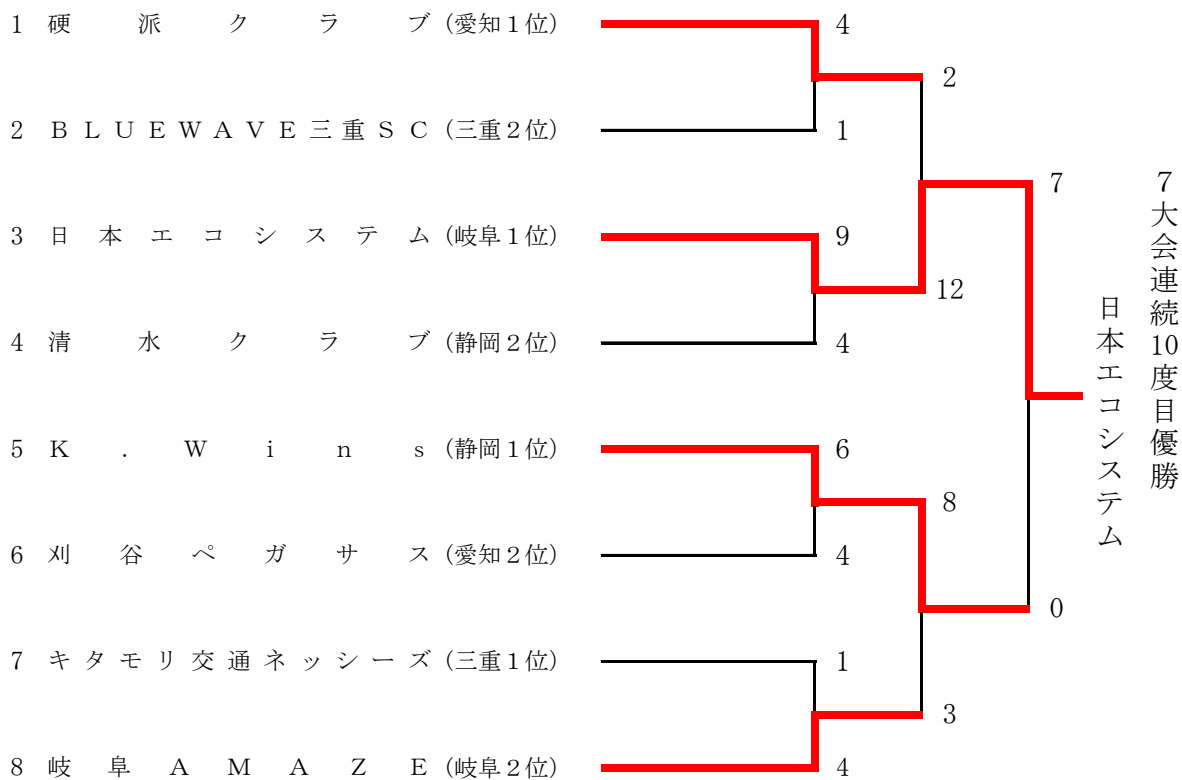 1 硬派クラブ (愛知1位) 4
2
2 BLUEWAVE三重SC (三重2位) 1
7
3 日本エコシステム (岐阜1位) 9
12
4 清水クラブ (静岡2位) 4
7大会連続10度目優勝
日本エコシステム
5 K.Wins (静岡1位) 6
8
6 刈谷ペガサス (愛知2位) 4
0
7 キタモリ交通ネッシーズ (三重1位) 1
3
8 岐阜AMAZE (岐阜2位) 4